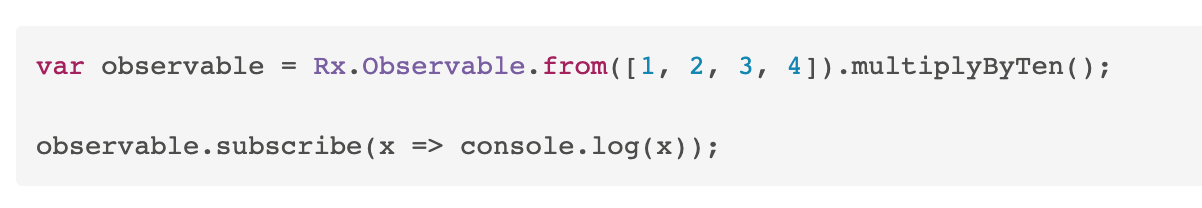 var observable = Rx.Observable.from([1, 2, 3, 4]).multiplyByTen();
observable.subscribe(x => console.log(x));